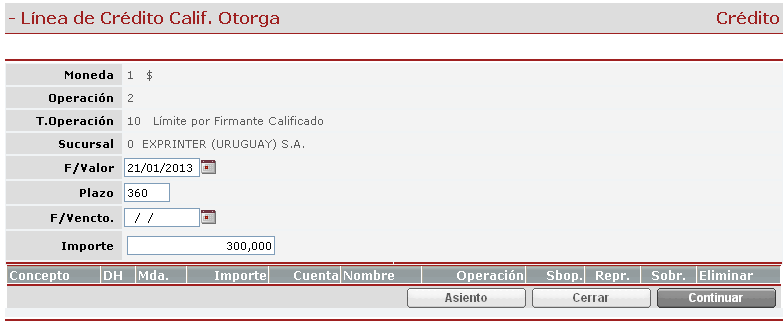 - Línea de Crédito Calif. Otorga Crédito
Moneda 1 $
Operación 2
T.Operación 10 Límite por Firmante Calificado
Sucursal 0 EXPRINTER (URUGUAY) S.A.
F/Valor 21/01/2013
Plazo 360
F/Vencto. / /
Importe 300,000
Concepto DH Mda. Importe Cuenta Nombre Operación Sbop. Repr. Sobr. Eliminar
Asiento Cerrar Continuar